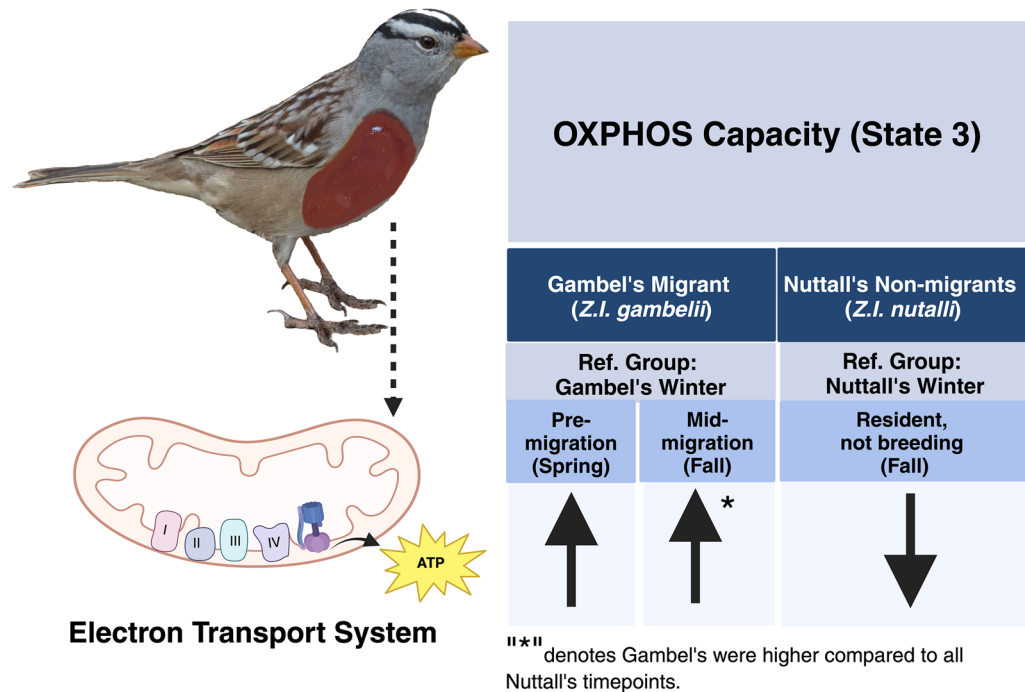 OXPHOS Capacity (State 3)
Gambel's Migrant
(Z.l. gambelii)
Nuttall's Non-migrants
(Z.l. nutalli)
Ref. Group:
Gambel's Winter
Ref. Group:
Nuttall's Winter
Pre-
migration
(Spring)
Mid-
migration
(Fall)
Resident,
not breeding
(Fall)
*
I
II
III
IV
ATP
Electron Transport System
"*" denotes Gambel's were higher compared to all
Nuttall's timepoints.